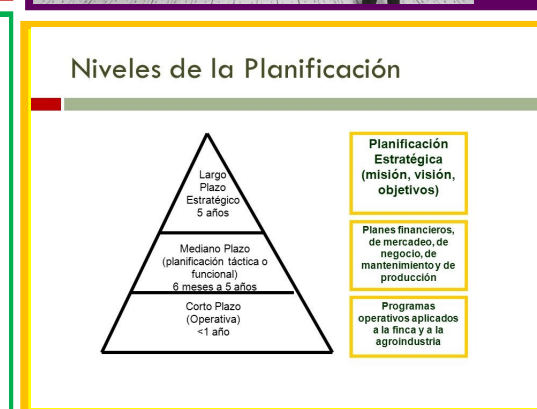 Niveles de la Planificación
Largo
Plazo
Estratégico
5 años
Planificación
Estratégica
(misión, visión,
objetivos)
Mediano Plazo
(planificación táctica o
funcional)
6 meses a 5 años
Planes financieros,
de mercadeo, de
negocio, de
mantenimiento y de
producción
Corto Plazo
(Operativa)
<1 año
Programas
operativos aplicados
a la finca y a la
agroindustria